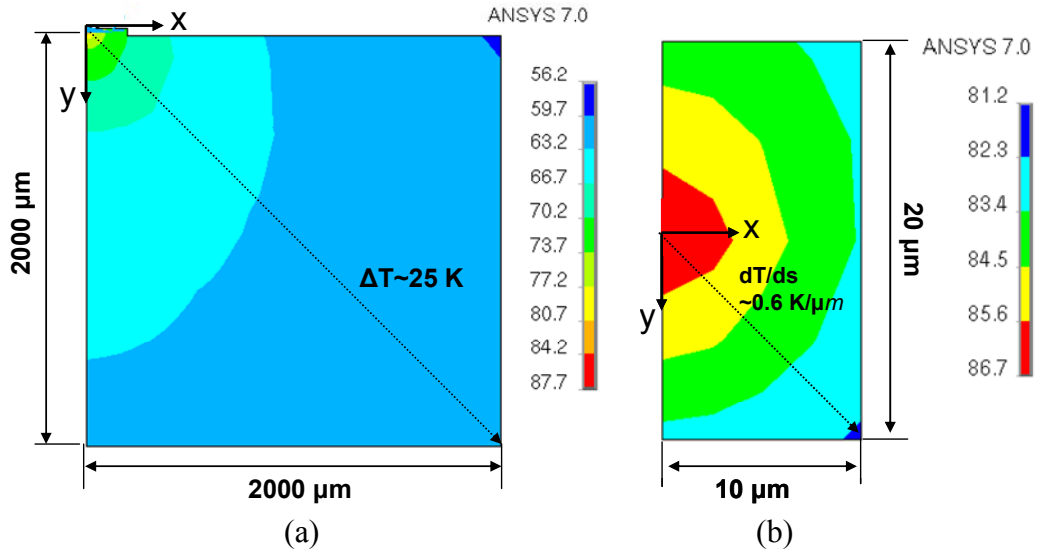 x
y
2000 µm
2000 µm
ΔT~25 K
ANSYS 7.0
56.2
59.7
63.2
66.7
70.2
73.7
77.2
80.7
84.2
87.7
(a)
x
y
dT/ds
~0.6 K/µm
20 µm
10 µm
ANSYS 7.0
81.2
82.3
83.4
84.5
85.6
86.7
(b)